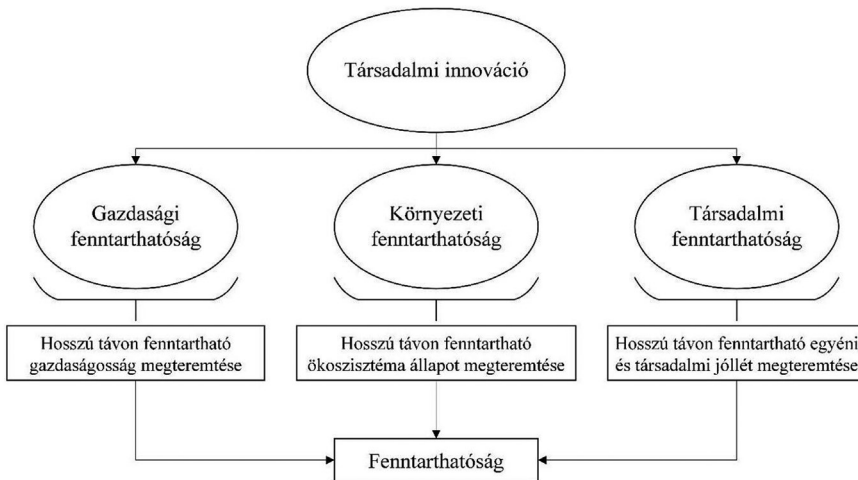 Társadalmi innováció
Gazdasági
fenntarthatóság
Környezeti
fenntarthatóság
Társadalmi
fenntarthatóság
Hosszú távon fenntartható
gazdaságosság megteremtése
Hosszú távon fenntartható
ökoszisztéma állapot megteremtése
Hosszú távon fenntartható egyéni
és társadalmi jóllét megteremtése
Fenntarthatóság